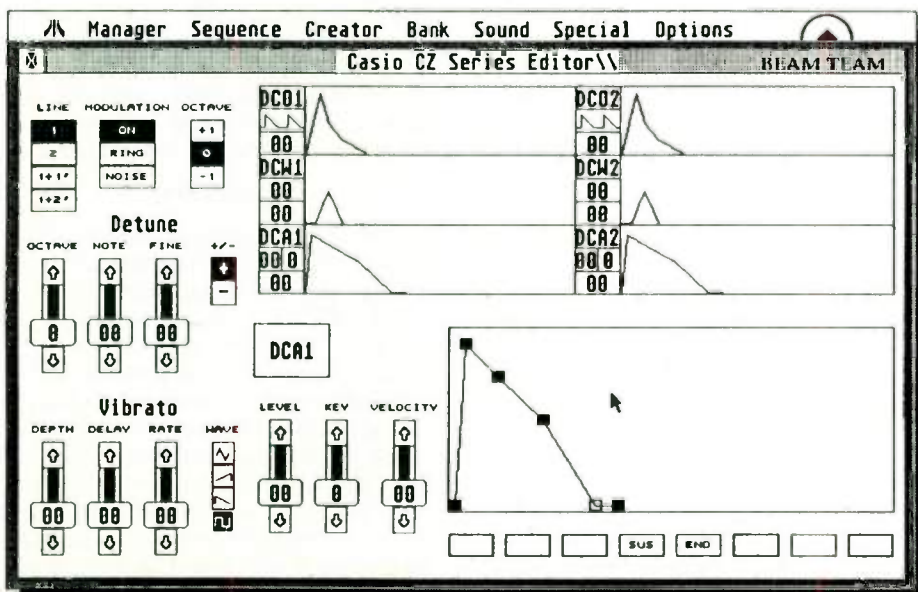 Manager Sequence Creator Bank Sound Special Options
Casio CZ Series Editor\\
BEAM TEAM
LINE MODULATION OCTAVE
1 ON +1
2 RING 0
1+1' NOISE -1
1+2'
DCO1
00
DCO2
00
DCW1
00
00
DCW2
00
00
DCA1
00 0
00
DCA2
00 0
00
Detune
OCTAVE NOTE FINE +/-
+
-
0 00 00
DCA1
Vibrato
DEPTH DELAY RATE WAVE
00 00 00
LEVEL KEY VELOCITY
00 0 00
SUS END